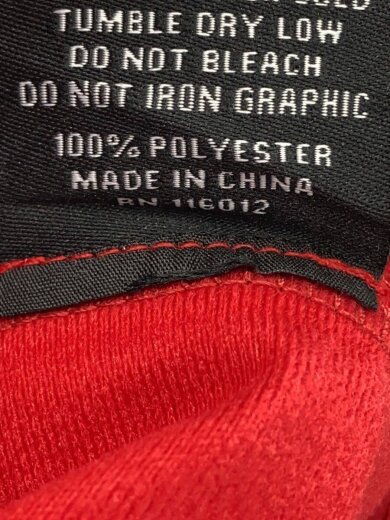 TUMBLE DRY LOW
DO NOT BLEACH
DO NOT IRON GRAPHIC
100% POLYESTER
MADE IN CHINA
RN 116012